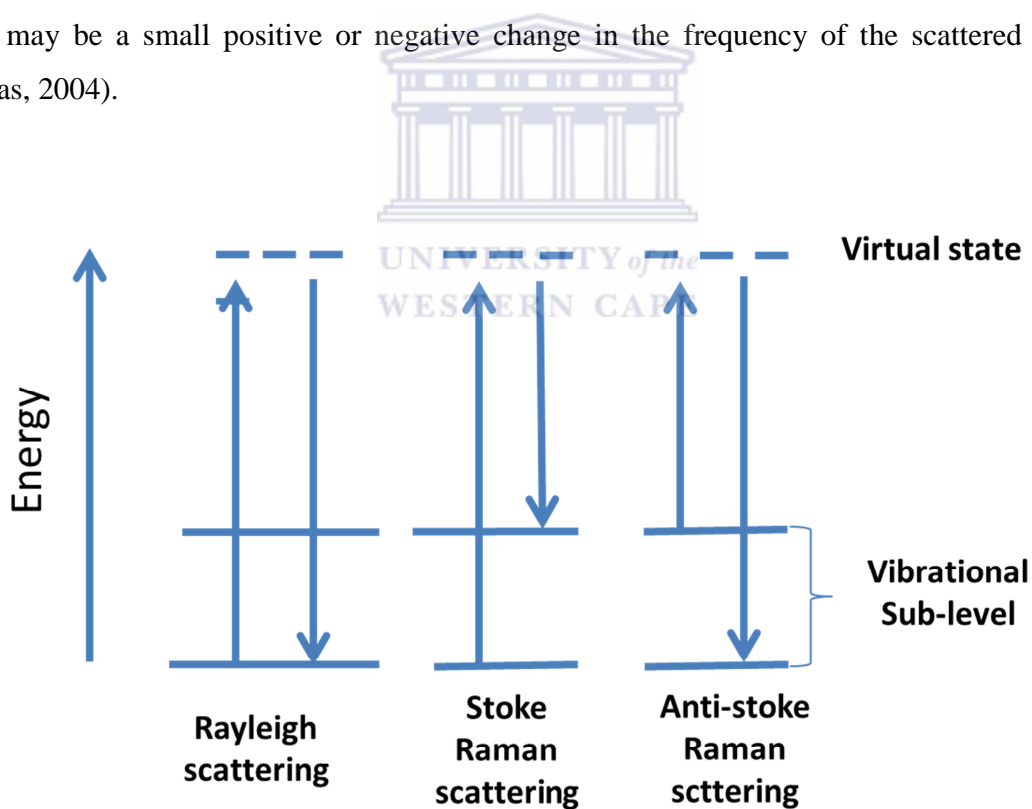 may be a small positive or negative change in the frequency of the scattered
as, 2004).
UNIVERSITY of the
WESTERN CAPE
Virtual state
Energy
Vibrational
Sub-level
Rayleigh
scattering
Stoke
Raman
scattering
Anti-stoke
Raman
scttering